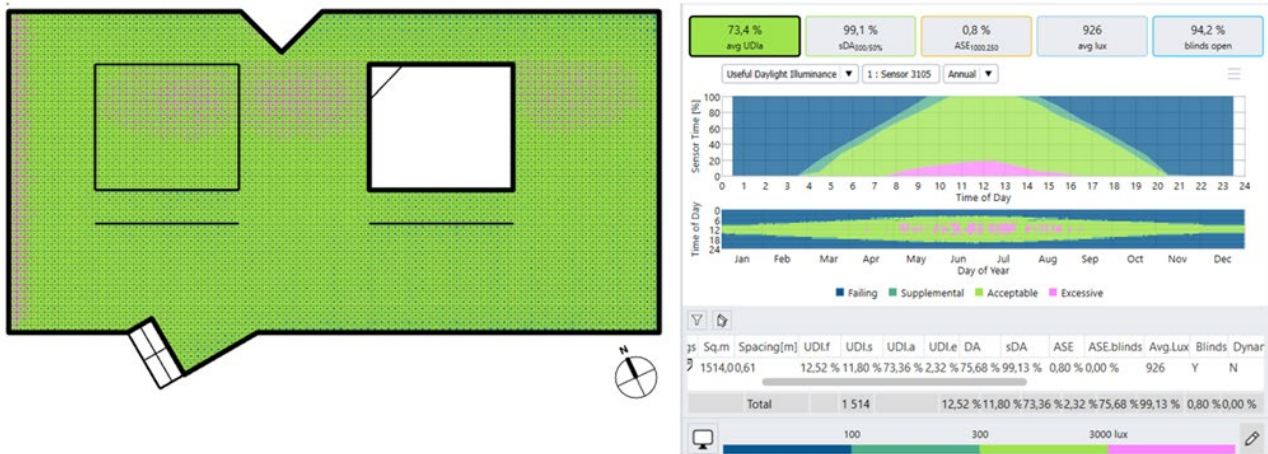 73,4 %
avg UDIa
99,1 %
sDA300/50%
0,8 %
ASE1000,250
926
avg lux
94,2 %
blinds open
Useful Daylight Illuminance
1 : Sensor 3105
Annual
Sensor Time [%]
100
80
60
40
20
0
0 1 2 3 4 5 6 7 8 9 10 11 12 13 14 15 16 17 18 19 20 21 22 23 24
Time of Day
Time of Day
0
6
12
18
24
Jan Feb Mar Apr May Jun Jul Aug Sep Oct Nov Dec
Day of Year
Failing Supplemental Acceptable Excessive
gs Sq.m Spacing[m] UDI.f UDI.s UDI.a UDI.e DA sDA ASE ASE.blinds Avg.Lux Blinds Dynar
1514,0 0,61 12,52 % 11,80 % 73,36 % 2,32 % 75,68 % 99,13 % 0,80 % 0,00 % 926 Y N
Total 1 514 12,52 % 11,80 % 73,36 % 2,32 % 75,68 % 99,13 % 0,80 % 0,00 %
100 300 3000 lux
N